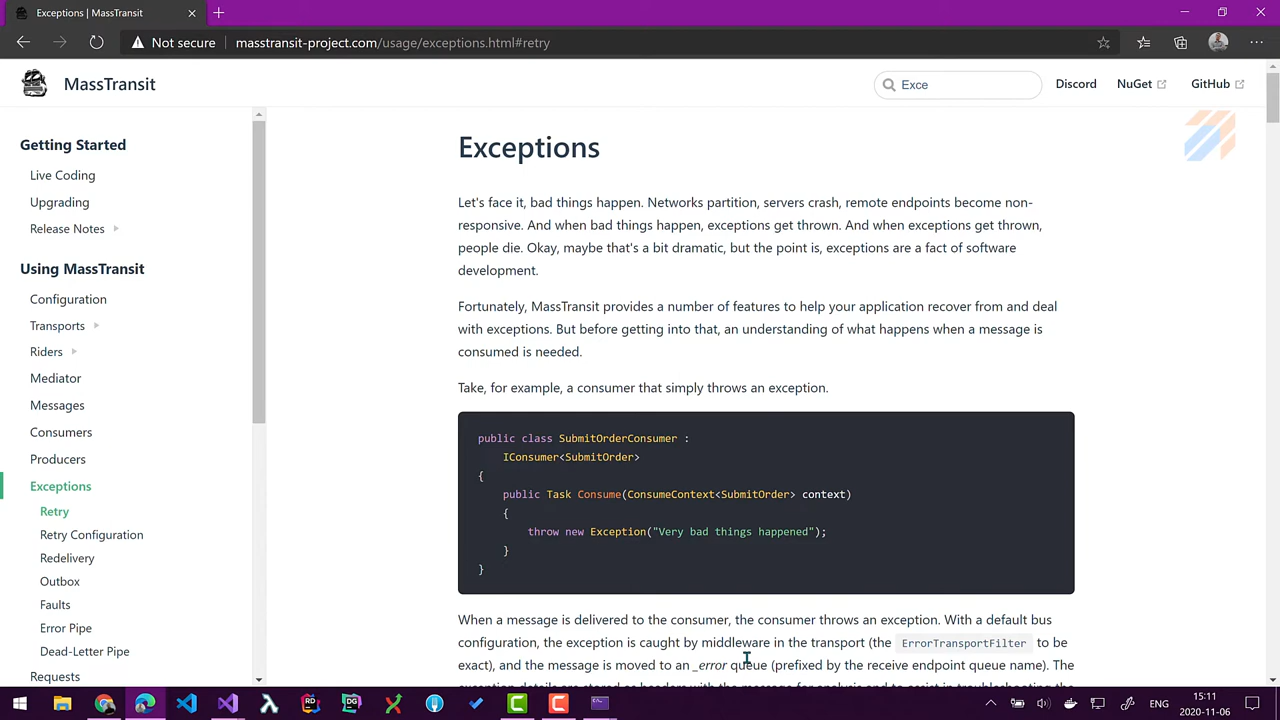 Exceptions | MassTransit
Not secure
masstransit-project.com/usage/exceptions.html#retry
MassTransit
Exce
Discord
NuGet
GitHub
Getting Started
Live Coding
Upgrading
Release Notes
Using MassTransit
Configuration
Transports
Riders
Mediator
Messages
Consumers
Producers
Exceptions
Retry
Retry Configuration
Redelivery
Outbox
Faults
Error Pipe
Dead-Letter Pipe
Requests
Exceptions
Let's face it, bad things happen. Networks partition, servers crash, remote endpoints become non-
responsive. And when bad things happen, exceptions get thrown. And when exceptions get thrown,
people die. Okay, maybe that's a bit dramatic, but the point is, exceptions are a fact of software
development.
Fortunately, MassTransit provides a number of features to help your application recover from and deal
with exceptions. But before getting into that, an understanding of what happens when a message is
consumed is needed.
Take, for example, a consumer that simply throws an exception.
public class SubmitOrderConsumer :
IConsumer<SubmitOrder>
{
public Task Consume(ConsumeContext<SubmitOrder> context)
{
throw new Exception("Very bad things happened");
}
}
When a message is delivered to the consumer, the consumer throws an exception. With a default bus
configuration, the exception is caught by middleware in the transport (the ErrorTransportFilter to be
exact), and the message is moved to an _error queue (prefixed by the receive endpoint queue name). The
RD
DG
ENG
15:11
2020-11-06